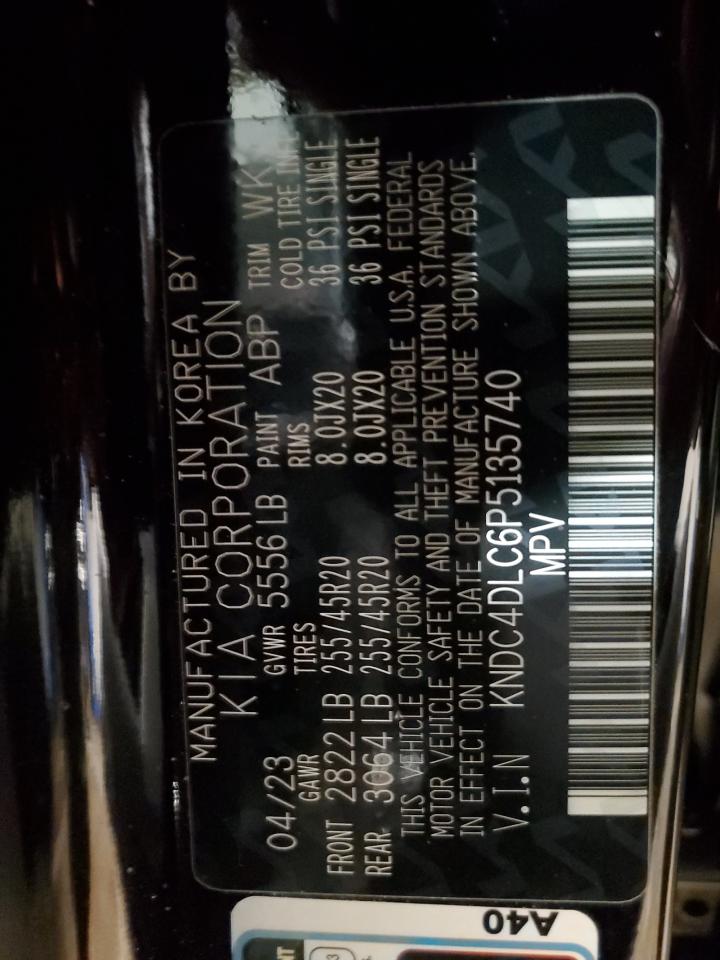 MANUFACTURED IN KOREA BY
KIA CORPORATION
04/23 GVWR 5556 LB PAINT ABP TRIM WK
GAWR TIRES RIMS COLD TIRE
FRONT 2822 LB 255/45R20 8.0JX20 36 PSI SINGLE
REAR 3064 LB 255/45R20 8.0JX20 36 PSI SINGLE
THIS VEHICLE CONFORMS TO ALL APPLICABLE U.S.A. FEDERAL
MOTOR VEHICLE SAFETY AND THEFT PREVENTION STANDARDS
IN EFFECT ON THE DATE OF MANUFACTURE SHOWN ABOVE.
V.I.N KNDC4DLC6P5135740
MPV
A40